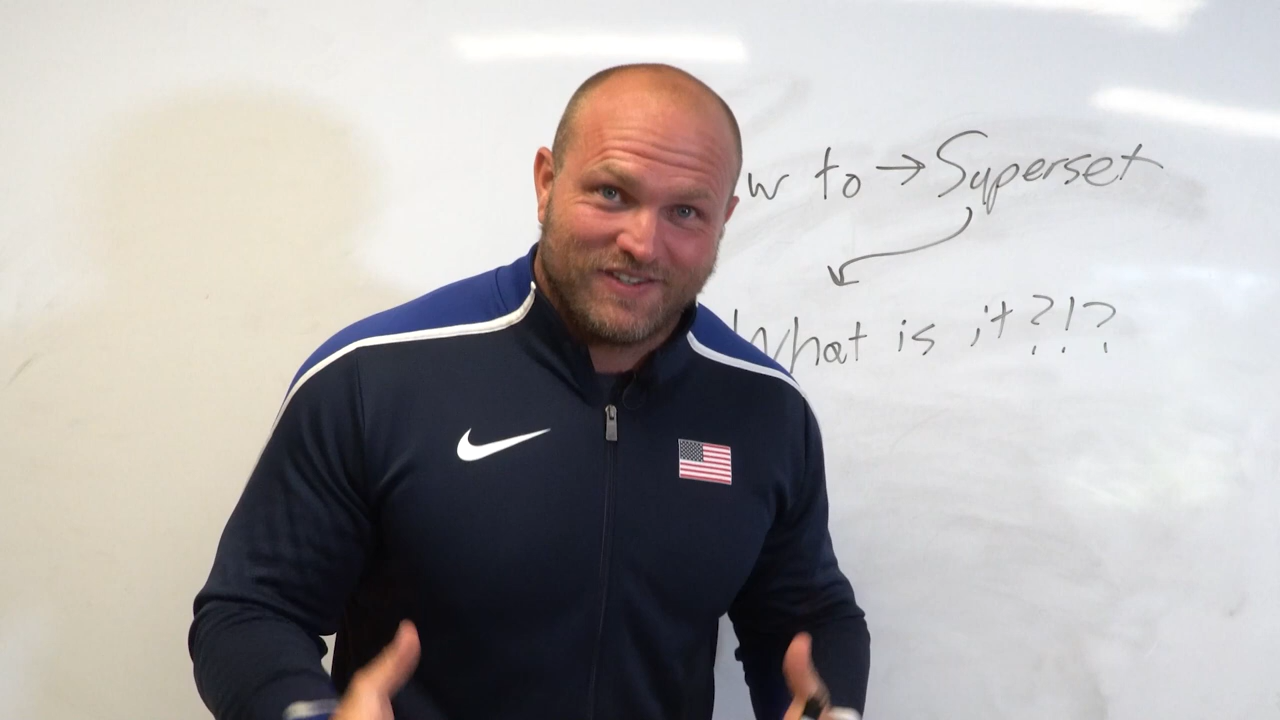 w to → Superset
What is it?!?